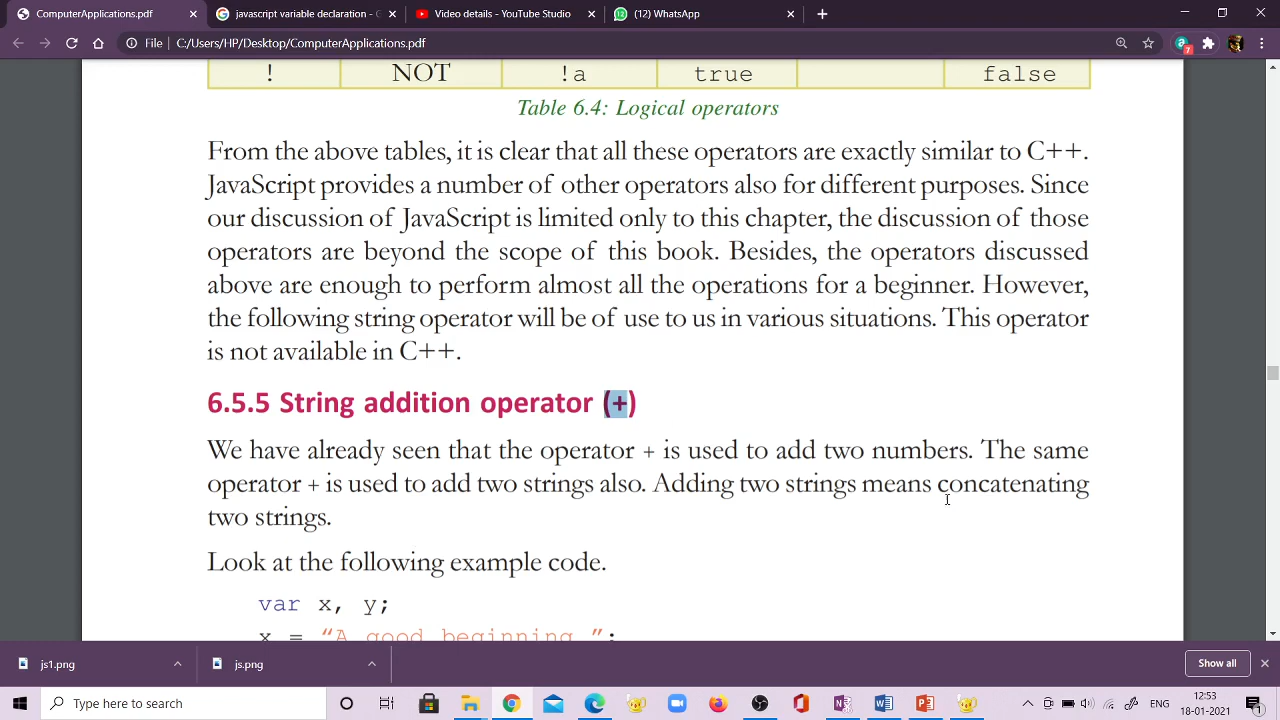 ComputerApplications.pdf
javascript variable declaration - G
Video details - YouTube Studio
(12) WhatsApp
File
C:/Users/HP/Desktop/ComputerApplications.pdf
7
! NOT !a true false
Table 6.4: Logical operators
From the above tables, it is clear that all these operators are exactly similar to C++.
JavaScript provides a number of other operators also for different purposes. Since
our discussion of JavaScript is limited only to this chapter, the discussion of those
operators are beyond the scope of this book. Besides, the operators discussed
above are enough to perform almost all the operations for a beginner. However,
the following string operator will be of use to us in various situations. This operator
is not available in C++.
6.5.5 String addition operator (+)
We have already seen that the operator + is used to add two numbers. The same
operator + is used to add two strings also. Adding two strings means concatenating
two strings.
Look at the following example code.
var x, y;
x = “A good beginning ”;
js1.png
js.png
Show all
Type here to search
ENG
12:53
18-01-2021
1